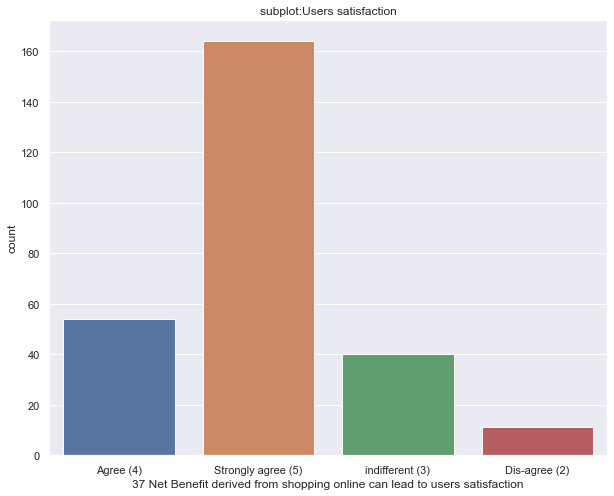 subplot:Users satisfaction
160
140
120
100
80
60
40
20
0
count
Agree (4)
Strongly agree (5)
indifferent (3)
Dis-agree (2)
37 Net Benefit derived from shopping online can lead to users satisfaction